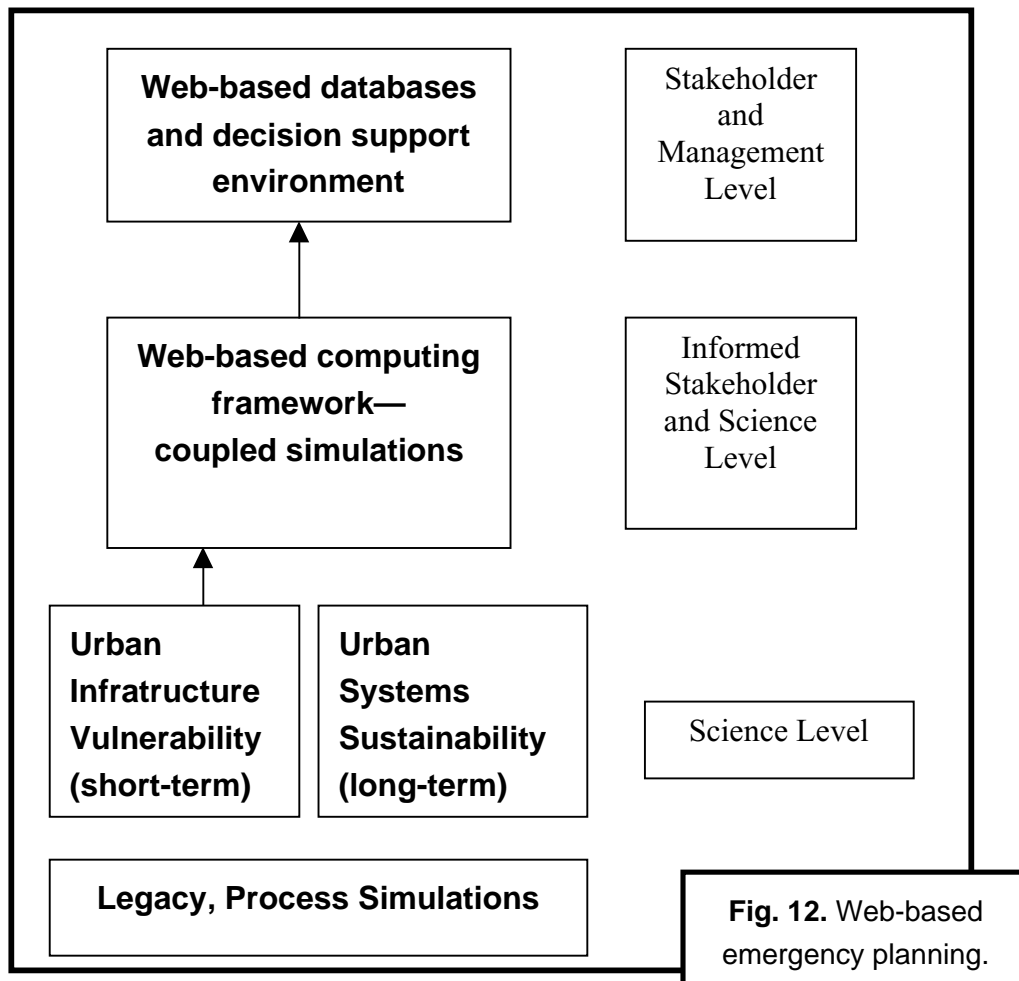 Web-based databases
and decision support
environment
Stakeholder
and
Management
Level
Web-based computing
framework—
coupled simulations
Informed
Stakeholder
and Science
Level
Urban
Infratructure
Vulnerability
(short-term)
Urban
Systems
Sustainability
(long-term)
Science Level
Legacy, Process Simulations
Fig. 12. Web-based
emergency planning.